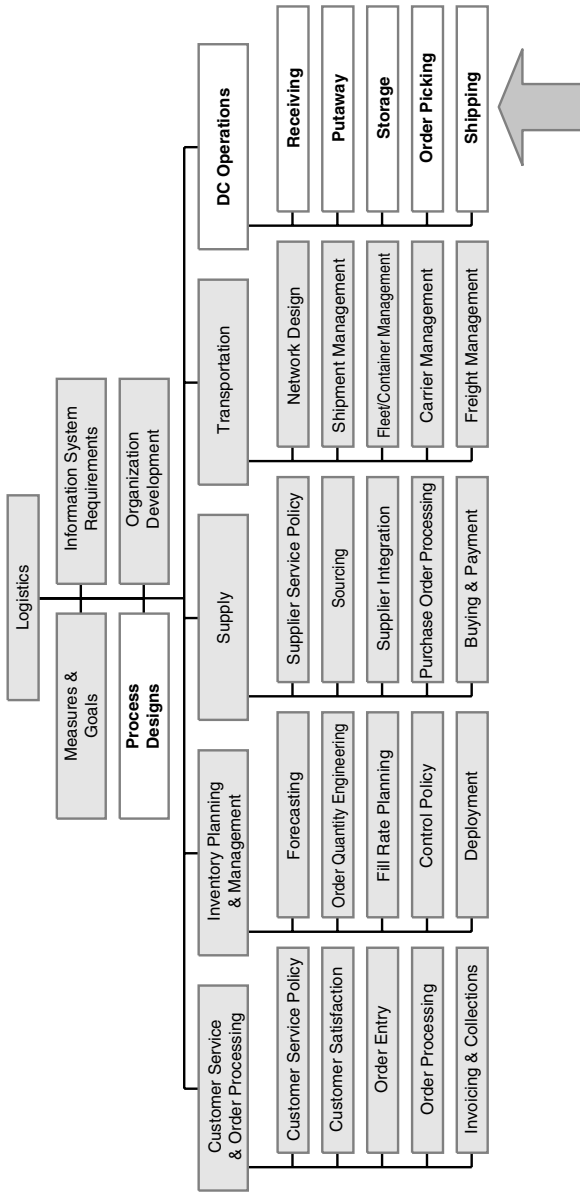 Logistics
Measures &
Goals
Information System
Requirements
Process
Designs
Organization
Development
Customer Service
& Order Processing
Customer Service Policy
Customer Satisfaction
Order Entry
Order Processing
Invoicing & Collections
Inventory Planning
& Management
Forecasting
Order Quantity Engineering
Fill Rate Planning
Control Policy
Deployment
Supply
Supplier Service Policy
Sourcing
Supplier Integration
Purchase Order Processing
Buying & Payment
Transportation
Network Design
Shipment Management
Fleet/Container Management
Carrier Management
Freight Management
DC Operations
Receiving
Putaway
Storage
Order Picking
Shipping